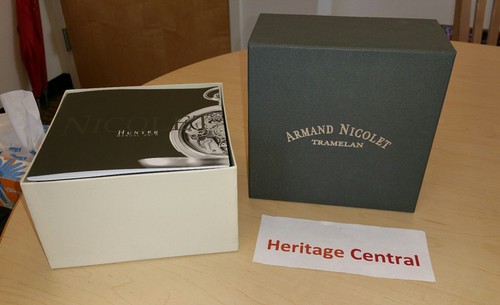 NICOL
HUNTER
ARMAND NICOLET
TRAMELAN
Heritage Central